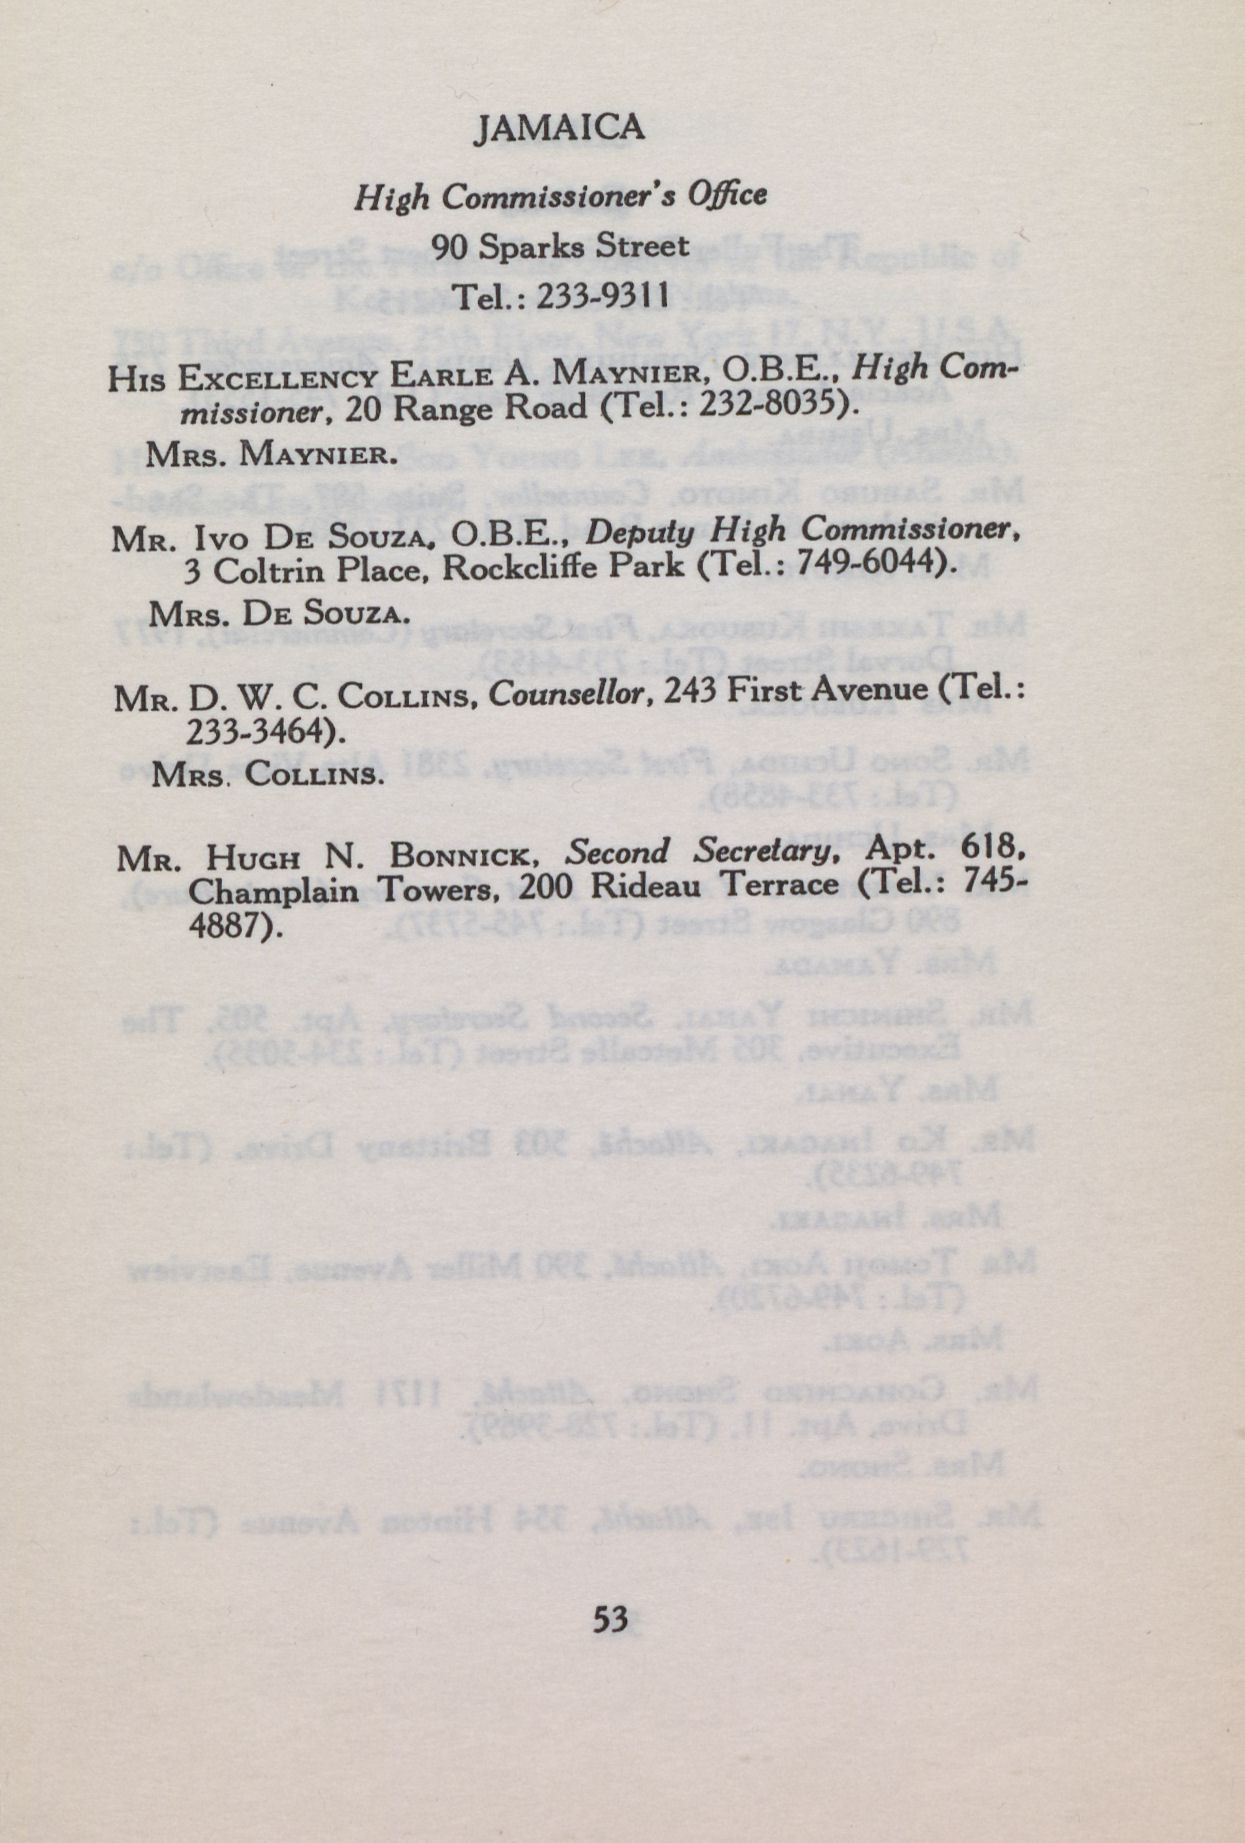 JAMAICA
High Commissioner's Office
90 Sparks Street
Tel.: 233-9311
HIS EXCELLENCY EARLE A. MAYNIER, O.B.E., High Com-
missioner, 20 Range Road (Tel.: 232-8035).
MRS. MAYNIER.
MR. IVO DE SOUZA, O.B.E., Deputy High Commissioner,
3 Coltrin Place, Rockcliffe Park (Tel.: 749-6044).
MRS. DE SOUZA.
MR. D. W. C. COLLINS, Counsellor, 243 First Avenue (Tel.:
233-3464).
MRS. COLLINS.
MR. HUGH N. BONNICK, Second Secretary, Apt. 618,
Champlain Towers, 200 Rideau Terrace (Tel.: 745-
4887).
53